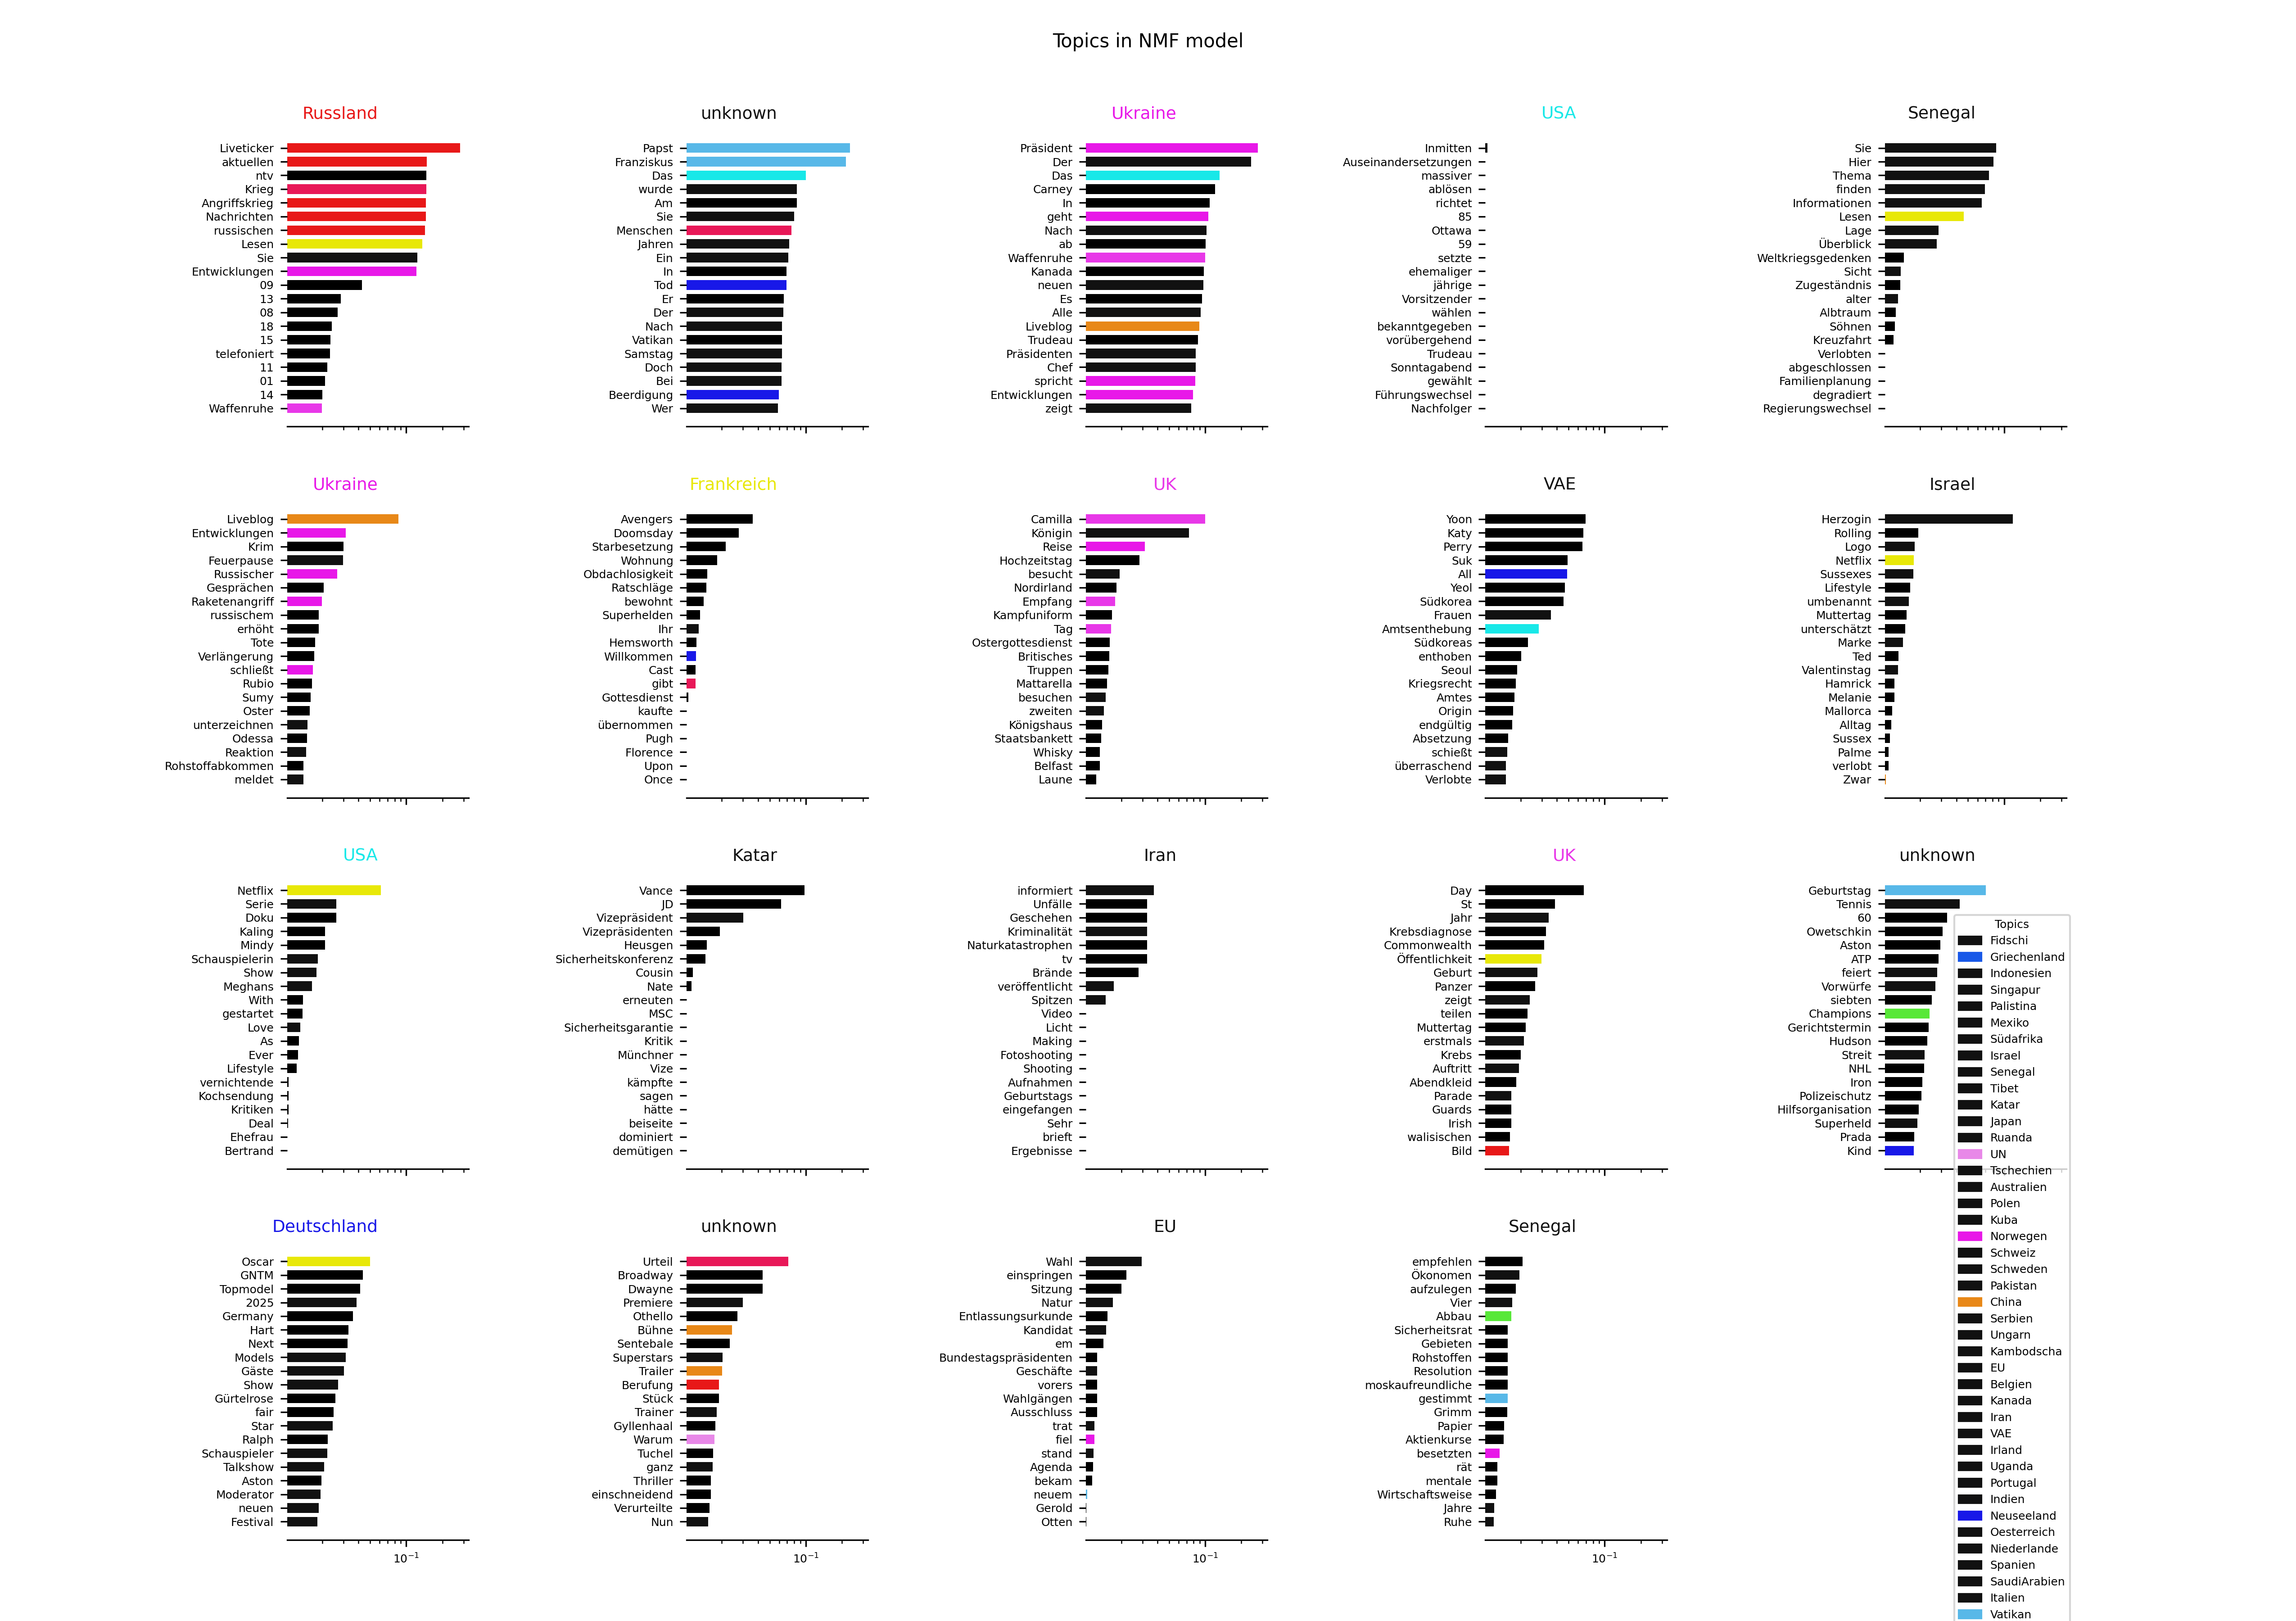 Topics in NMF model
Russland
Liveticker
aktuellen
ntv
Krieg
Angriffskrieg
Nachrichten
russischen
Lesen
Sie
Entwicklungen
09
13
08
18
15
telefoniert
11
01
14
Waffenruhe
unknown
Papst
Franziskus
Das
wurde
Am
Sie
Menschen
Jahren
Ein
In
Tod
Er
Der
Nach
Vatikan
Samstag
Doch
Bei
Beerdigung
Wer
Ukraine
Präsident
Der
Das
Carney
In
geht
Nach
ab
Waffenruhe
Kanada
neuen
Es
Alle
Liveblog
Trudeau
Präsidenten
Chef
spricht
Entwicklungen
zeigt
USA
Inmitten
Auseinandersetzungen
massiver
ablösen
richtet
85
Ottawa
59
setzte
ehemaliger
jährige
Vorsitzender
wählen
bekanntgegeben
vorübergehend
Trudeau
Sonntagabend
gewählt
Führungswechsel
Nachfolger
Senegal
Sie
Hier
Thema
finden
Informationen
Lesen
Lage
Überblick
Weltkriegsgedenken
Sicht
Zugeständnis
alter
Albtraum
Söhnen
Kreuzfahrt
Verlobten
abgeschlossen
Familienplanung
degradiert
Regierungswechsel
Ukraine
Liveblog
Entwicklungen
Krim
Feuerpause
Russischer
Gesprächen
Raketenangriff
russischem
erhöht
Tote
Verlängerung
schließt
Rubio
Sumy
Oster
unterzeichnen
Odessa
Reaktion
Rohstoffabkommen
meldet
Frankreich
Avengers
Doomsday
Starbesetzung
Wohnung
Obdachlosigkeit
Ratschläge
bewohnt
Superhelden
Ihr
Hemsworth
Willkommen
Cast
gibt
Gottesdienst
kaufte
übernommen
Pugh
Florence
Upon
Once
UK
Camilla
Königin
Reise
Hochzeitstag
besucht
Nordirland
Empfang
Kampfuniform
Tag
Ostergottesdienst
Britisches
Truppen
Mattarella
besuchen
zweiten
Königshaus
Staatsbankett
Whisky
Belfast
Laune
VAE
Yoon
Katy
Perry
Suk
All
Yeol
Südkorea
Frauen
Amtsenthebung
Südkoreas
enthoben
Seoul
Kriegsrecht
Amtes
Origin
endgültig
Absetzung
schießt
überraschend
Verlobte
Israel
Herzogin
Rolling
Logo
Netflix
Sussexes
Lifestyle
umbenannt
Muttertag
unterschätzt
Marke
Ted
Valentinstag
Hamrick
Melanie
Mallorca
Alltag
Sussex
Palme
verlobt
Zwar
USA
Netflix
Serie
Doku
Kaling
Mindy
Schauspielerin
Show
Meghans
With
gestartet
Love
As
Ever
Lifestyle
vernichtende
Kochsendung
Kritiken
Deal
Ehefrau
Bertrand
Katar
Vance
JD
Vizepräsident
Vizepräsidenten
Heusgen
Sicherheitskonferenz
Cousin
Nate
erneuten
MSC
Sicherheitsgarantie
Kritik
Münchner
Vize
kämpfte
sagen
hätte
beiseite
dominiert
demütigen
Iran
informiert
Unfälle
Geschehen
Kriminalität
Naturkatastrophen
tv
Brände
veröffentlicht
Spitzen
Video
Licht
Making
Fotoshooting
Shooting
Aufnahmen
Geburtstags
eingefangen
Sehr
brieft
Ergebnisse
UK
Day
St
Jahr
Krebsdiagnose
Commonwealth
Öffentlichkeit
Geburt
Panzer
zeigt
teilen
Muttertag
erstmals
Krebs
Auftritt
Abendkleid
Parade
Guards
Irish
walisischen
Bild
unknown
Geburtstag
Tennis
60
Owetschkin
Aston
ATP
feiert
Vorwürfe
siebten
Champions
Gerichtstermin
Hudson
Streit
NHL
Iron
Polizeischutz
Hilfsorganisation
Superheld
Prada
Kind
Deutschland
Oscar
GNTM
Topmodel
2025
Germany
Hart
Next
Models
Gäste
Show
Gürtelrose
fair
Star
Ralph
Schauspieler
Talkshow
Aston
Moderator
neuen
Festival
10⁻¹
unknown
Urteil
Broadway
Dwayne
Premiere
Othello
Bühne
Sentebale
Superstars
Trailer
Berufung
Stück
Trainer
Gyllenhaal
Warum
Tuchel
ganz
Thriller
einschneidend
Verurteilte
Nun
10⁻¹
EU
Wahl
einspringen
Sitzung
Natur
Entlassungsurkunde
Kandidat
em
Bundestagspräsidenten
Geschäfte
vorers
Wahlgängen
Ausschluss
trat
fiel
stand
Agenda
bekam
neuem
Gerold
Otten
10⁻¹
Senegal
empfehlen
Ökonomen
aufzulegen
Vier
Abbau
Sicherheitsrat
Gebieten
Rohstoffen
Resolution
moskaufreundliche
gestimmt
Grimm
Papier
Aktienkurse
besetzten
rät
mentale
Wirtschaftsweise
Jahre
Ruhe
10⁻¹
Topics
Fidschi
Griechenland
Indonesien
Singapur
Palistina
Mexiko
Südafrika
Israel
Senegal
Tibet
Katar
Japan
Ruanda
UN
Tschechien
Australien
Polen
Kuba
Norwegen
Schweiz
Schweden
Pakistan
China
Serbien
Ungarn
Kambodscha
EU
Belgien
Kanada
Iran
VAE
Irland
Uganda
Portugal
Indien
Neuseeland
Oesterreich
Niederlande
Spanien
SaudiArabien
Italien
Vatikan